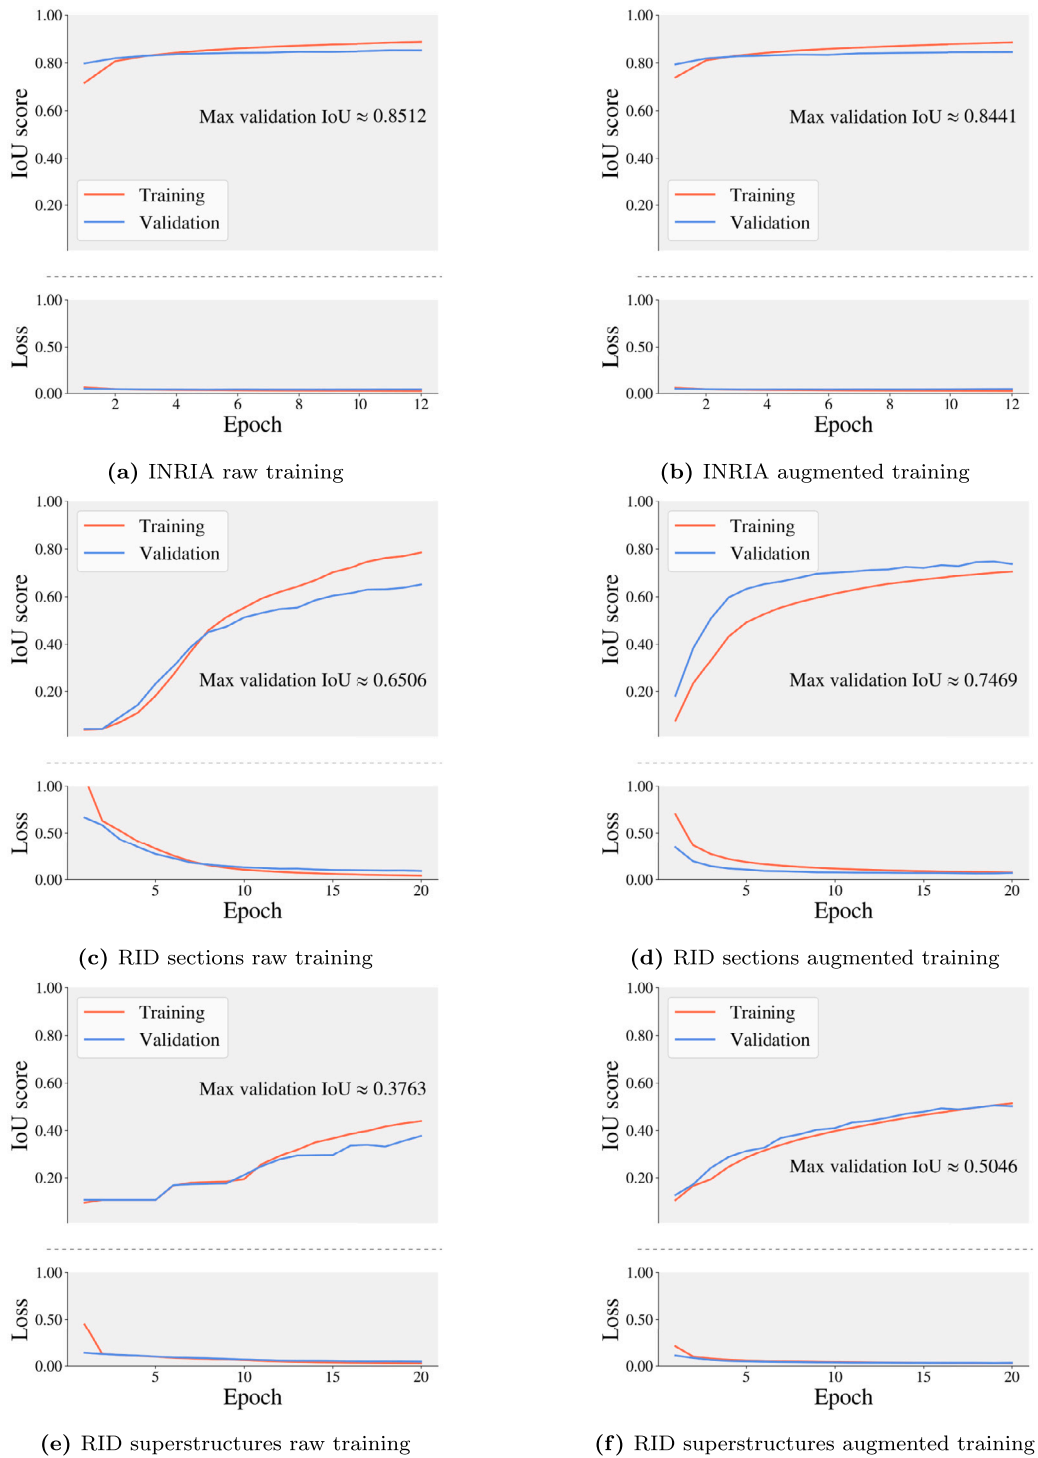 1.00
0.80
0.60
0.40
0.20
IoU score
Max validation IoU ≈ 0.8512
Training
Validation
1.00
0.50
0.00
Loss
2 4 6 8 10 12
Epoch
(a) INRIA raw training
1.00
0.80
0.60
0.40
0.20
IoU score
Max validation IoU ≈ 0.8441
Training
Validation
1.00
0.50
0.00
Loss
2 4 6 8 10 12
Epoch
(b) INRIA augmented training
1.00
0.80
0.60
0.40
0.20
IoU score
Training
Validation
Max validation IoU ≈ 0.6506
1.00
0.50
0.00
Loss
5 10 15 20
Epoch
(c) RID sections raw training
1.00
0.80
0.60
0.40
0.20
IoU score
Training
Validation
Max validation IoU ≈ 0.7469
1.00
0.50
0.00
Loss
5 10 15 20
Epoch
(d) RID sections augmented training
1.00
0.80
0.60
0.40
0.20
IoU score
Training
Validation
Max validation IoU ≈ 0.3763
1.00
0.50
0.00
Loss
5 10 15 20
Epoch
(e) RID superstructures raw training
1.00
0.80
0.60
0.40
0.20
IoU score
Training
Validation
Max validation IoU ≈ 0.5046
1.00
0.50
0.00
Loss
5 10 15 20
Epoch
(f) RID superstructures augmented training